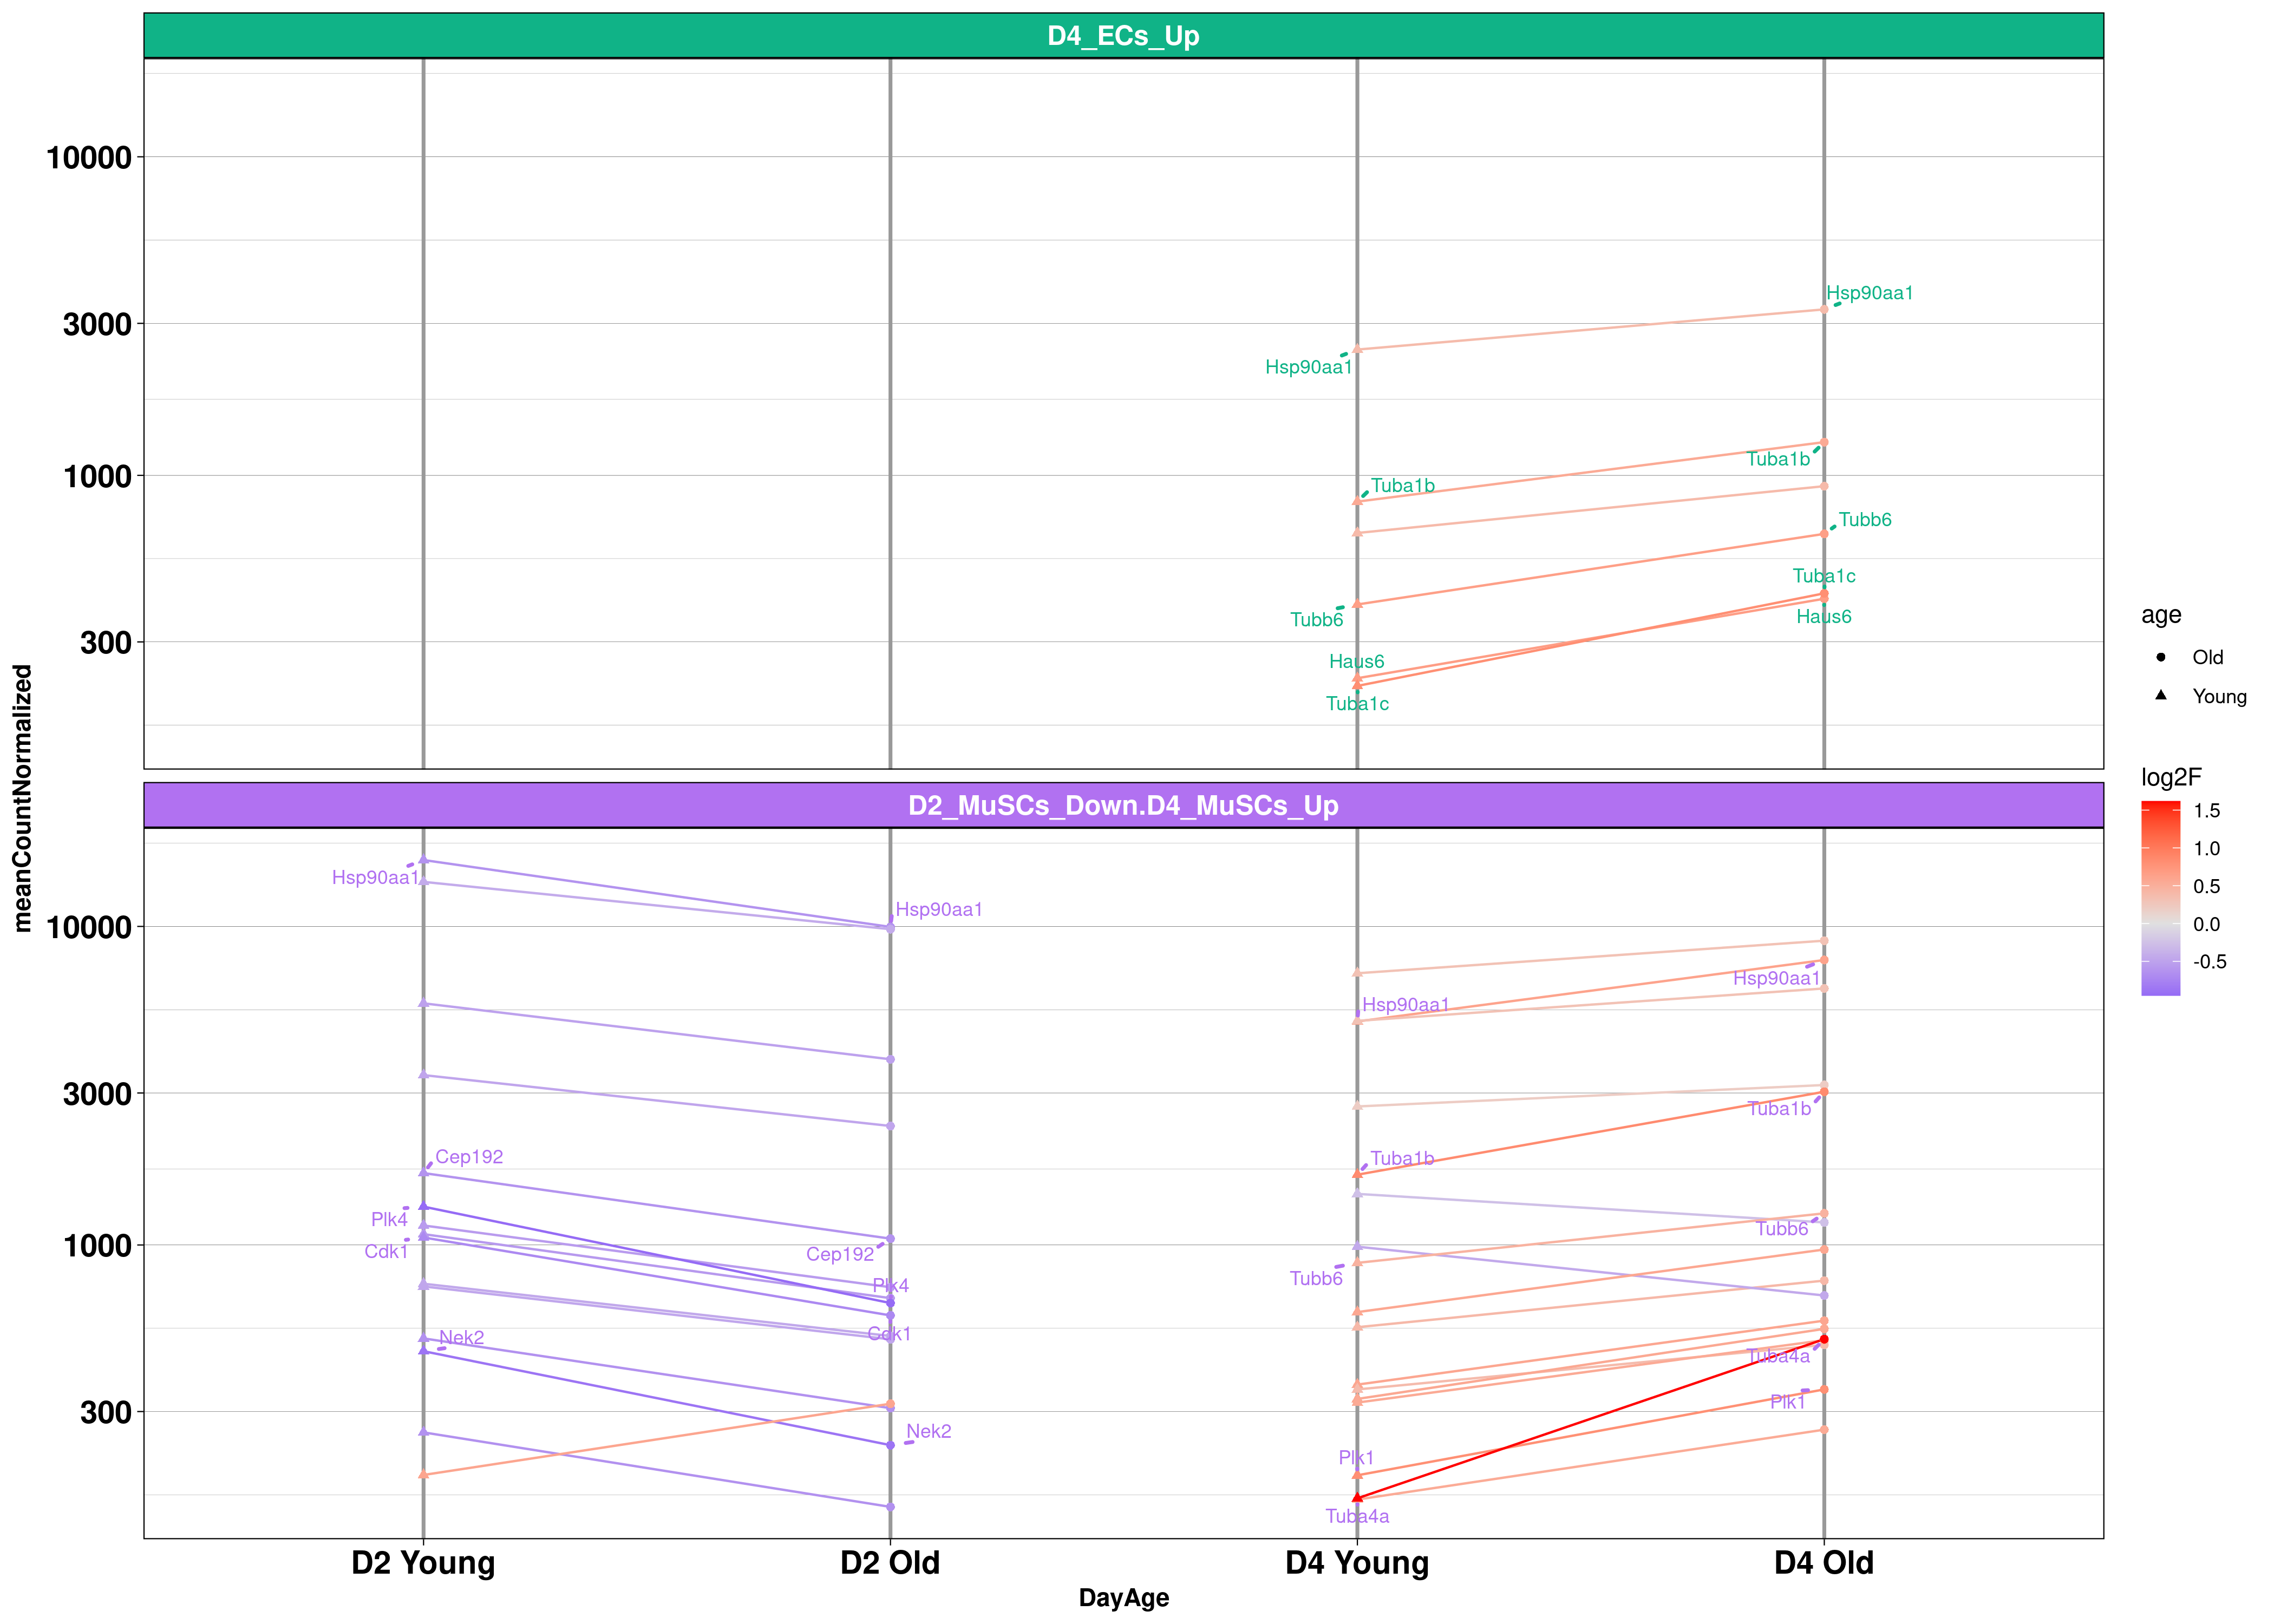 D4_ECs_Up
10000
3000
1000
300
Hsp90aa1
Hsp90aa1
Tuba1b
Tuba1b
Tubb6
Tubb6
Tuba1c
Haus6
Haus6
Tuba1c
D2_MuSCs_Down.D4_MuSCs_Up
10000
3000
1000
300
Hsp90aa1
Hsp90aa1
Hsp90aa1
Hsp90aa1
Tuba1b
Tuba1b
Cep192
Cep192
Plk4
Plk4
Cdk1
Cdk1
Nek2
Nek2
Tubb6
Tubb6
Tuba4a
Plk1
Plk1
Tuba4a
D2 Young
D2 Old
D4 Young
D4 Old
DayAge
meanCountNormalized
age
Old
Young
log2F
1.5
1.0
0.5
0.0
-0.5